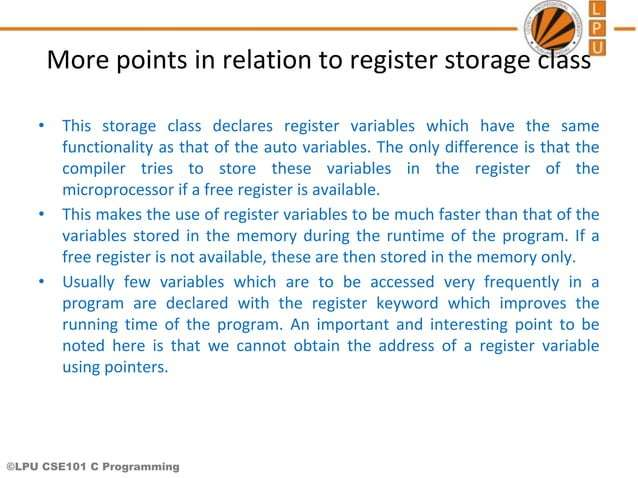 L
P
U
More points in relation to register storage class
• This storage class declares register variables which have the same
functionality as that of the auto variables. The only difference is that the
compiler tries to store these variables in the register of the
microprocessor if a free register is available.
• This makes the use of register variables to be much faster than that of the
variables stored in the memory during the runtime of the program. If a
free register is not available, these are then stored in the memory only.
• Usually few variables which are to be accessed very frequently in a
program are declared with the register keyword which improves the
running time of the program. An important and interesting point to be
noted here is that we cannot obtain the address of a register variable
using pointers.
©LPU CSE101 C Programming